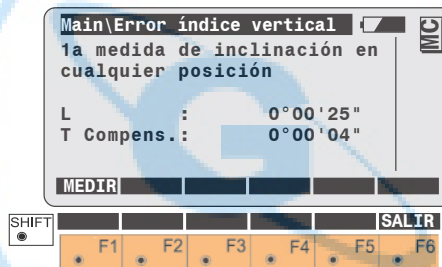 Main\Error índice vertical
MC
1a medida de inclinación en
cualquier posición
L : 0°00'25"
T Compens.: 0°00'04"
MEDIR
SHIFT
SALIR
F1 F2 F3 F4 F5 F6